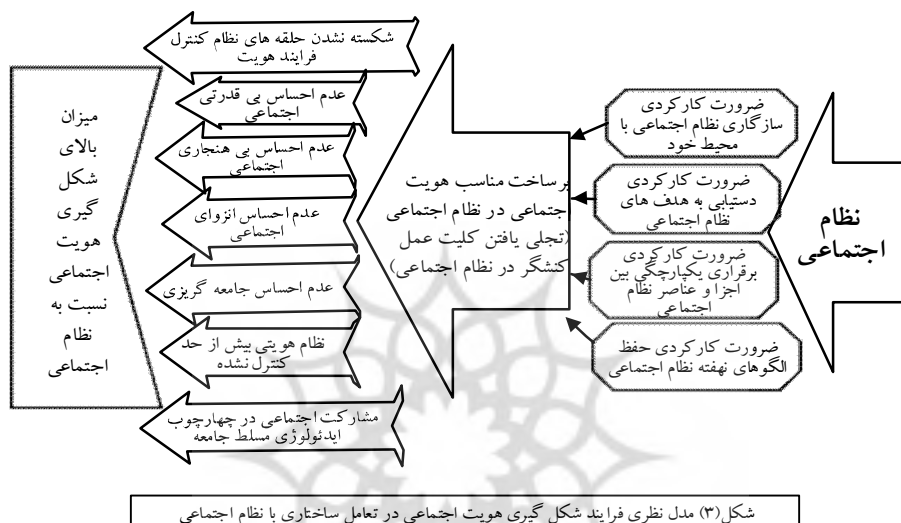 نظام
اجتماعی
ضرورت کارکردی
سازگاری نظام اجتماعی با
محیط خود
ضرورت کارکردی
دستیابی به هدف های
نظام اجتماعی
ضرورت کارکردی
برقراری یکپارچگی بین
اجزا و عناصر نظام
اجتماعی
ضرورت کارکردی حفظ
الگوهای نهفته نظام اجتماعی
برساخت مناسب هویت
اجتماعی در نظام اجتماعی
(تجلی یافتن کلیت عمل
کنشگر در نظام اجتماعی)
شکسته نشدن حلقه های نظام کنترل
فرایند هویت
عدم احساس بی قدرتی
اجتماعی
عدم احساس بی هنجاری
اجتماعی
عدم احساس انزوای
اجتماعی
عدم احساس جامعه گریزی
نظام هویتی بیش از حد
کنترل نشده
مشارکت اجتماعی در چهارچوب
ایدئولوژی مسلط جامعه
میزان
بالای
شکل
گیری
هویت
اجتماعی
نسبت به
نظام
اجتماعی
شکل(۳) مدل نظری فرایند شکل گیری هویت اجتماعی در تعامل ساختاری با نظام اجتماعی